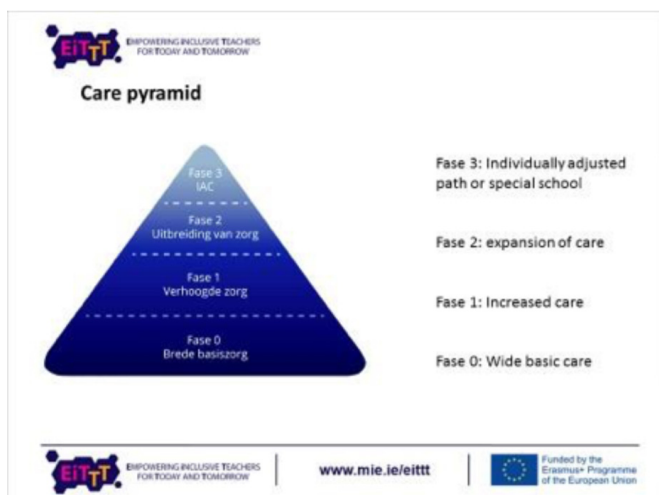 EiTTT
EMPOWERING INCLUSIVE TEACHERS
FOR TODAY AND TOMORROW
Care pyramid
Fase 3
IAC
Fase 2
Uitbreiding van zorg
Fase 1
Verhoogde zorg
Fase 0
Brede basiszorg
Fase 3: Individually adjusted
path or special school
Fase 2: expansion of care
Fase 1: Increased care
Fase 0: Wide basic care
EiTTT
EMPOWERING INCLUSIVE TEACHERS
FOR TODAY AND TOMORROW
www.mie.ie/eittt
Funded by the
Erasmus+ Programme
of the European Union